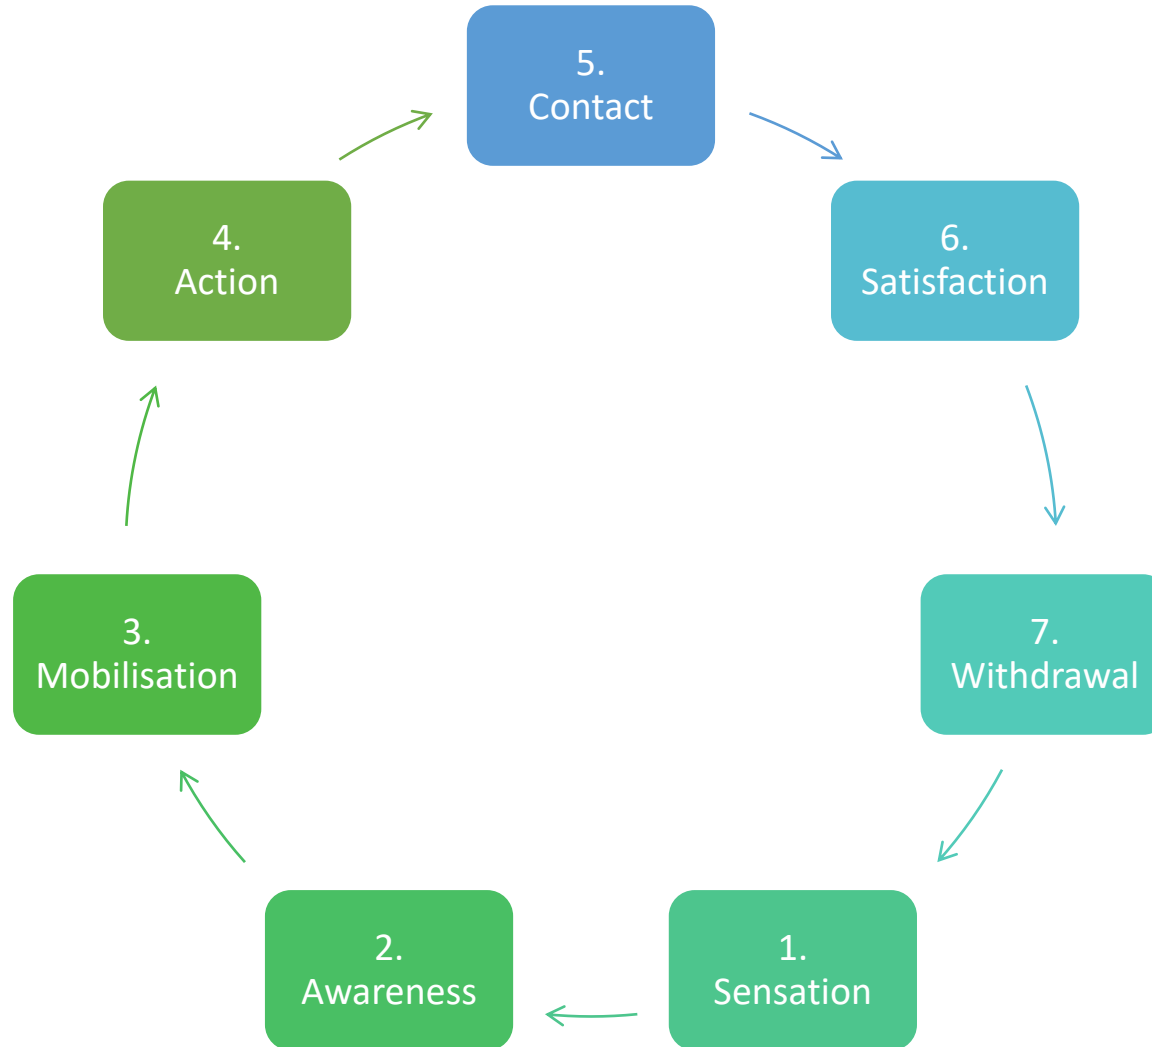 5.
Contact
4.
Action
6.
Satisfaction
3.
Mobilisation
7.
Withdrawal
2.
Awareness
1.
Sensation